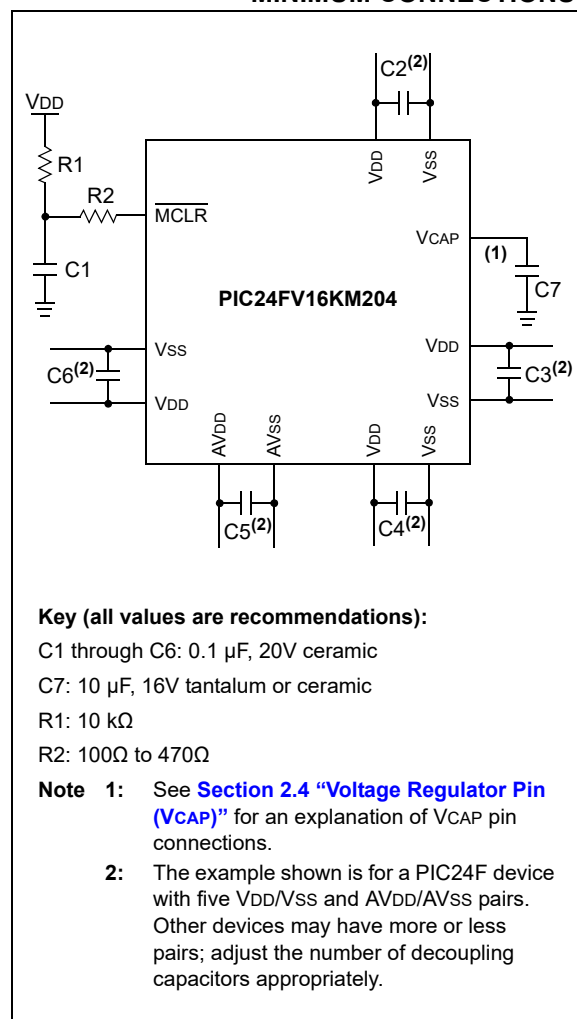 C2(2)
VDD
R1
R2
MCLR
VDD
VSS
VCAP
(1)
C1
C7
PIC24FV16KM204
VSS
VDD
C6(2)
C3(2)
VDD
VSS
AVDD
AVSS
VDD
VSS
C5(2)
C4(2)
Key (all values are recommendations):
C1 through C6: 0.1 µF, 20V ceramic
C7: 10 µF, 16V tantalum or ceramic
R1: 10 kΩ
R2: 100Ω to 470Ω
Note 1: See Section 2.4 “Voltage Regulator Pin
(VCAP)” for an explanation of VCAP pin
connections.
2: The example shown is for a PIC24F device
with five VDD/VSS and AVDD/AVSS pairs.
Other devices may have more or less
pairs; adjust the number of decoupling
capacitors appropriately.